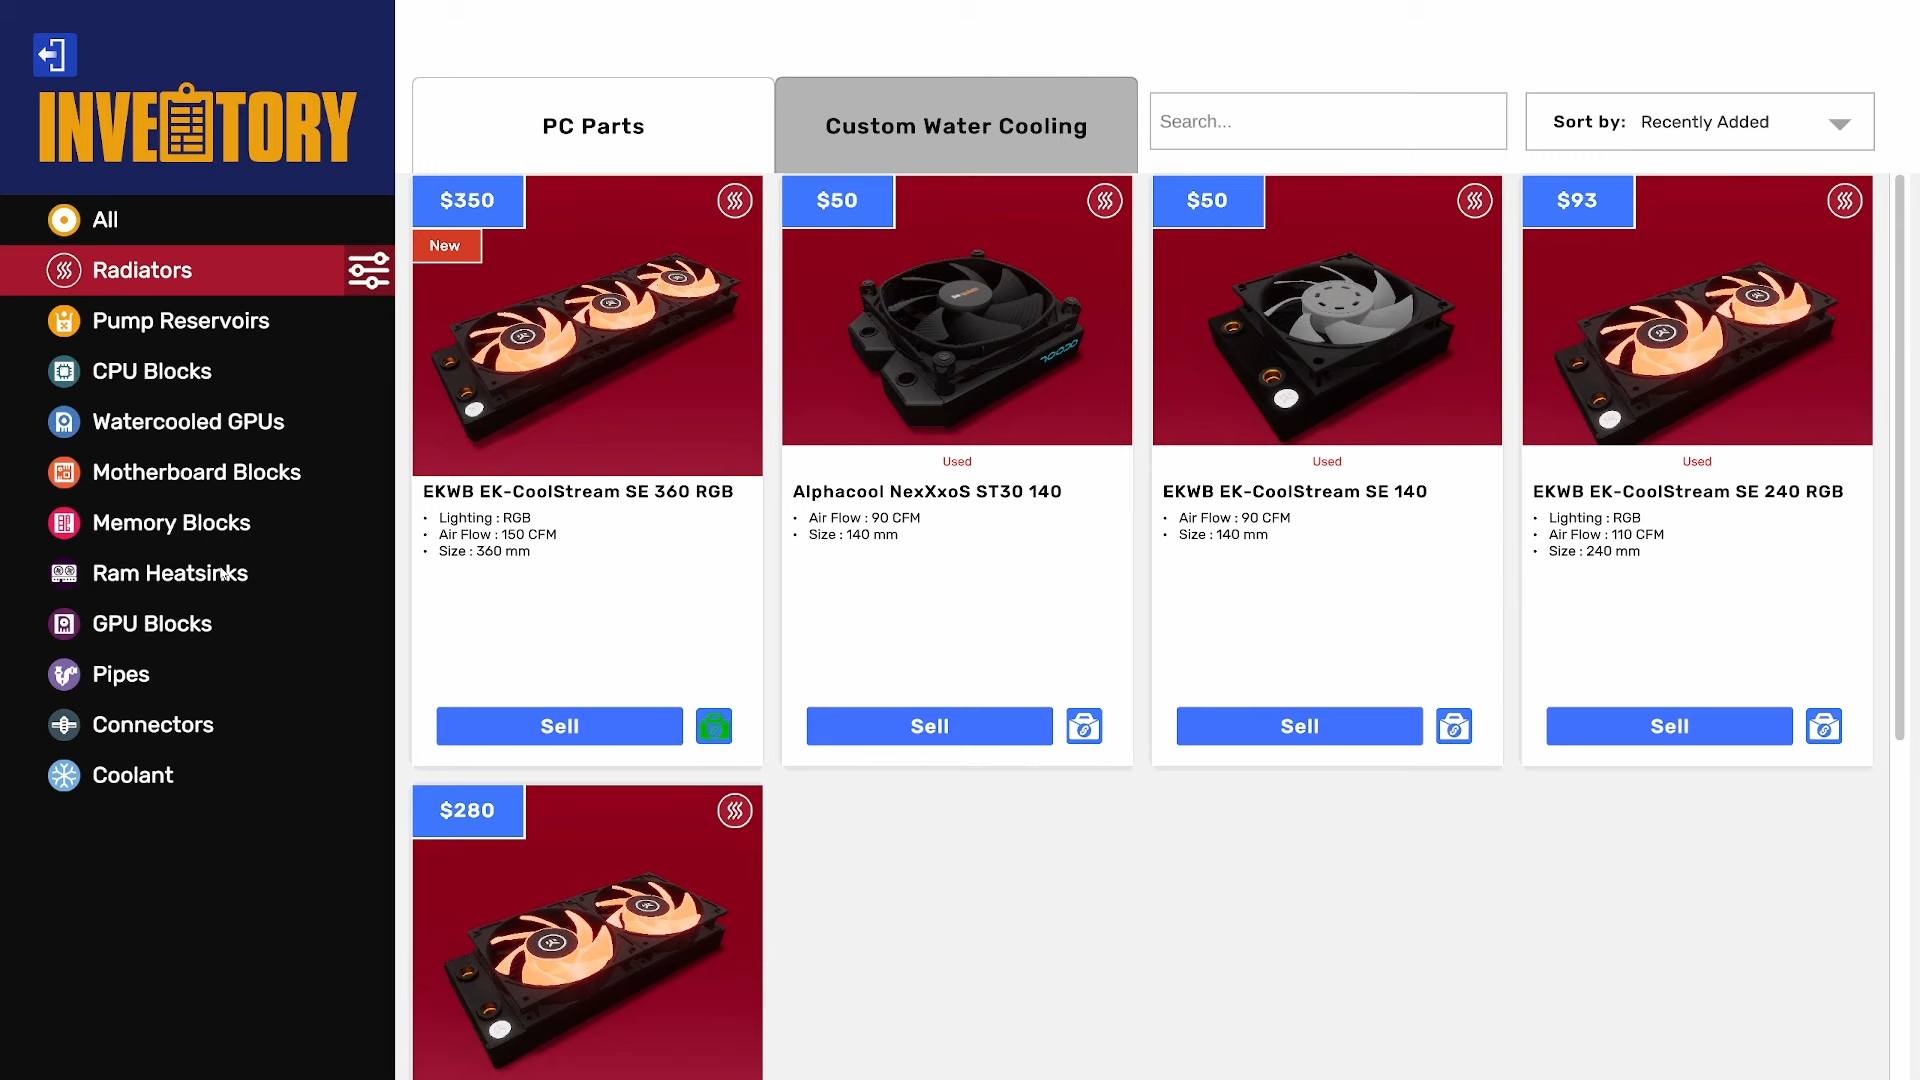 INVENTORY
All
Radiators
Pump Reservoirs
CPU Blocks
Watercooled GPUs
Motherboard Blocks
Memory Blocks
Ram Heatsinks
GPU Blocks
Pipes
Connectors
Coolant
PC Parts
Custom Water Cooling
Search...
Sort by: Recently Added
$350
New
EKWB EK-CoolStream SE 360 RGB
• Lighting : RGB
• Air Flow : 150 CFM
• Size : 360 mm
Sell
$50
Used
Alphacool NexXxoS ST30 140
• Air Flow : 90 CFM
• Size : 140 mm
Sell
$50
Used
EKWB EK-CoolStream SE 140
• Air Flow : 90 CFM
• Size : 140 mm
Sell
$93
Used
EKWB EK-CoolStream SE 240 RGB
• Lighting : RGB
• Air Flow : 110 CFM
• Size : 240 mm
Sell
$280